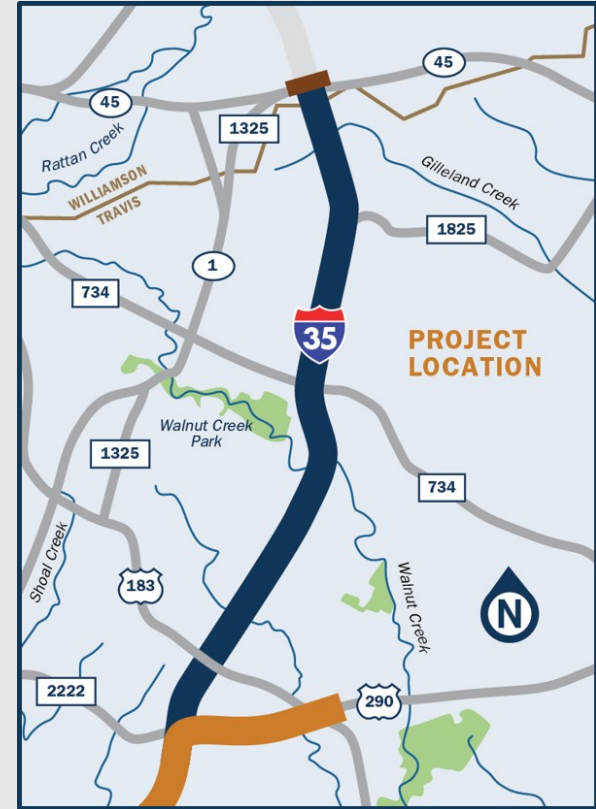 45
45
1325
Rattan Creek
Gilleland Creek
WILLIAMSON
TRAVIS
1825
1
734
35
PROJECT
LOCATION
Walnut Creek
Park
1325
734
Shoal Creek
183
Walnut Creek
N
2222
290